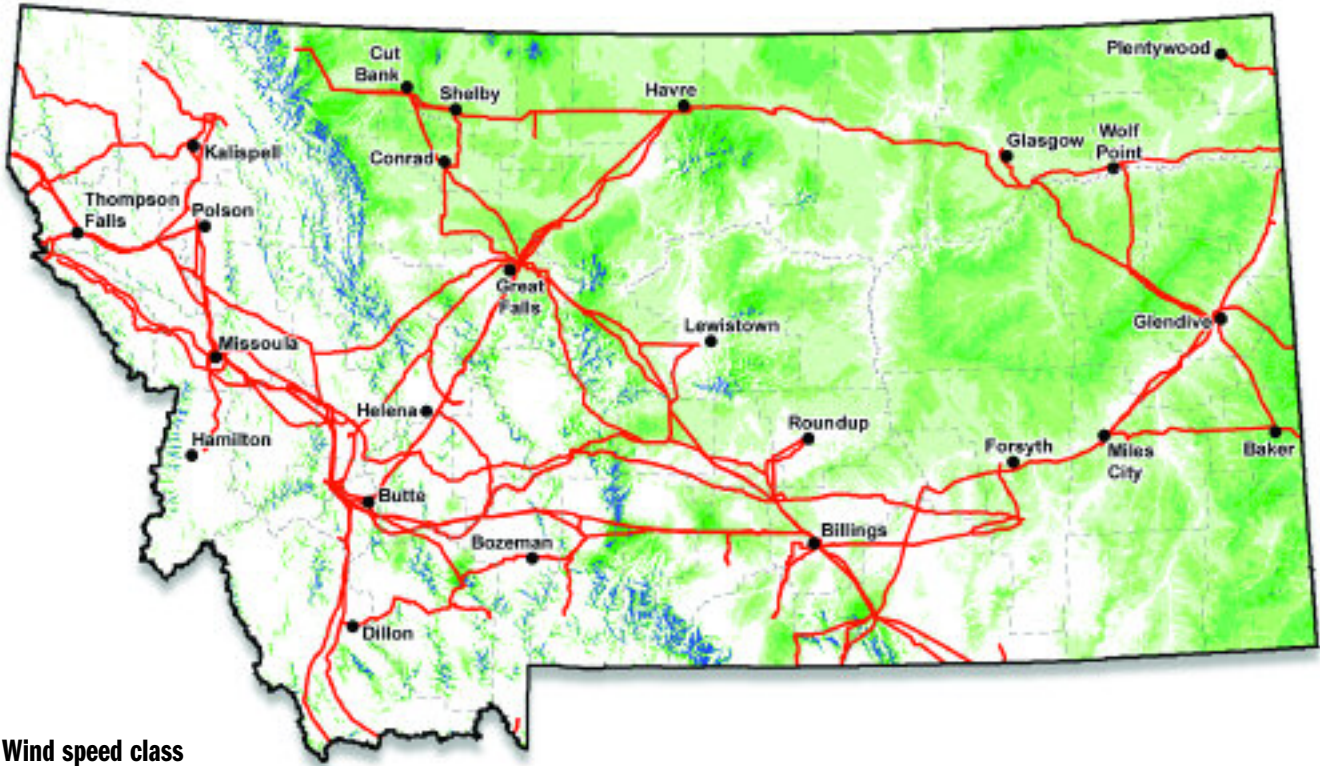 Cut
Bank
Shelby
Havre
Plentywood
Kalispell
Conrad
Glasgow
Wolf
Point
Thompson
Falls
Polson
Great
Falls
Lewistown
Glendive
Missoula
Helena
Roundup
Hamilton
Forsyth
Miles
City
Baker
Butte
Billings
Bozeman
Dillon
Wind speed class